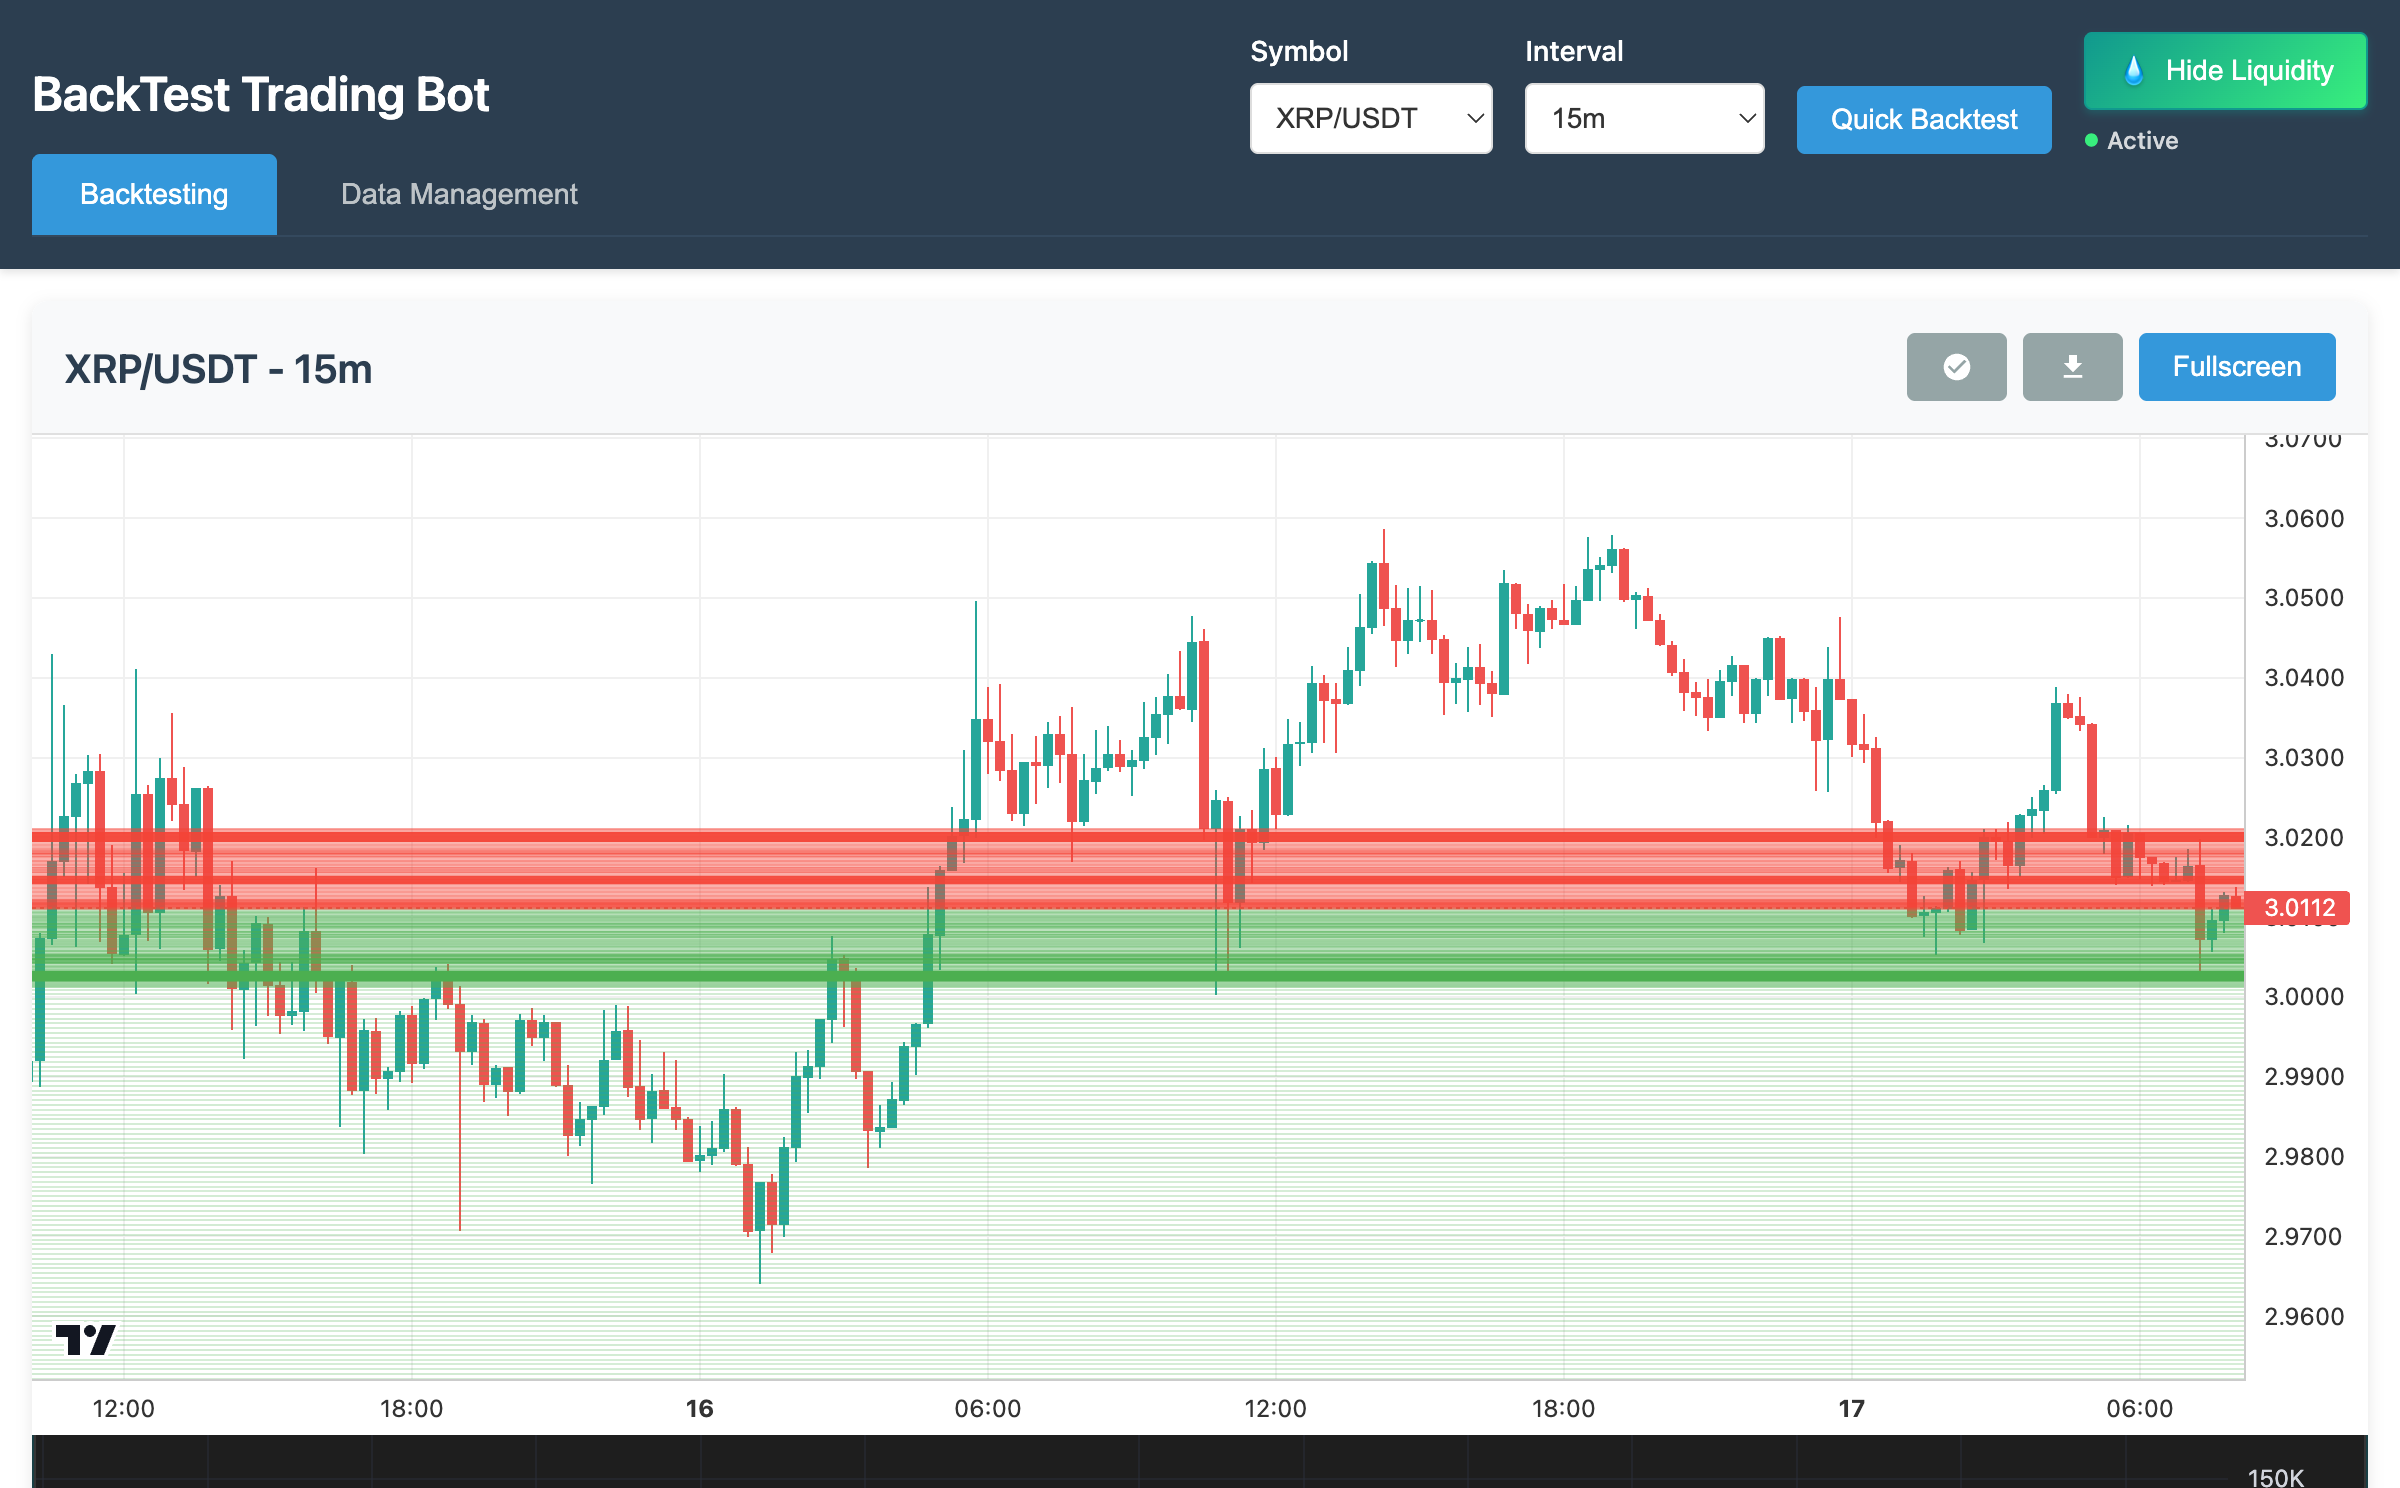 BackTest Trading Bot
Symbol
XRP/USDT
Interval
15m
Quick Backtest
Hide Liquidity
Active
Backtesting
Data Management
XRP/USDT - 15m
Fullscreen
3.0700
3.0600
3.0500
3.0400
3.0300
3.0200
3.0112
3.0000
2.9900
2.9800
2.9700
2.9600
12:00
18:00
16
06:00
12:00
18:00
17
06:00
150K